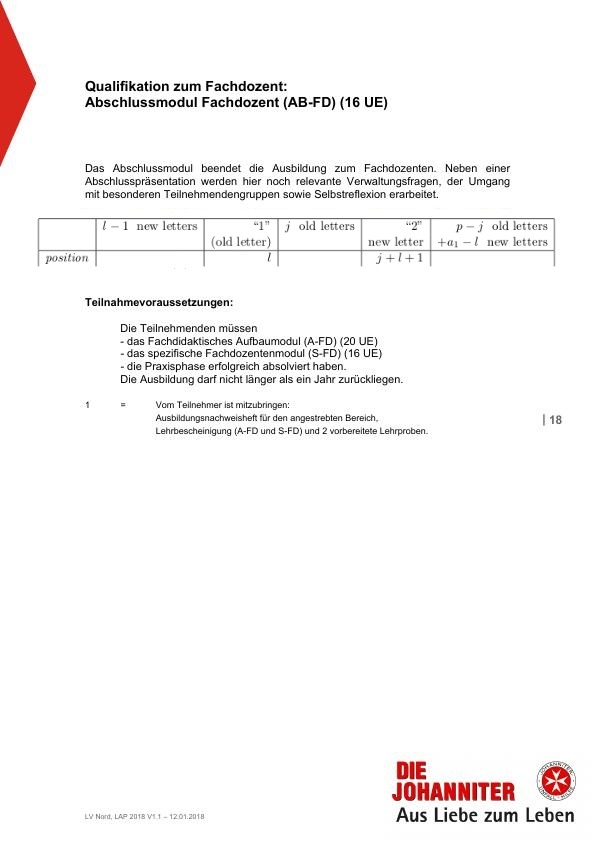 Qualifikation zum Fachdozent:
Abschlussmodul Fachdozent (AB-FD) (16 UE)
Das Abschlussmodul beendet die Ausbildung zum Fachdozenten. Neben einer
Abschlusspräsentation werden hier noch relevante Verwaltungsfragen, der Umgang
mit besonderen Teilnehmendengruppen sowie Selbstreflexion erarbeitet.
l − 1 new letters “1” j old letters “2” p − j old letters
(old letter) new letter +a₁ − l new letters
position l j + l + 1
Teilnahmevoraussetzungen:
Die Teilnehmenden müssen
- das Fachdidaktische Aufbaumodul (A-FD) (20 UE)
- das spezifische Fachdozentenmodul (S-FD) (16 UE)
- die Praxisphase erfolgreich absolviert haben.
Die Ausbildung darf nicht länger als ein Jahr zurückliegen.
1 = Vom Teilnehmer ist mitzubringen:
Ausbildungsnachweisheft für den angestrebten Bereich,
Lehrbescheinigung (A-FD und S-FD) und 2 vorbereitete Lehrproben.
| 18
DIE
JOHANNITER
JOHANNITER
UNFALL-HILFE
Aus Liebe zum Leben
LV Nord, LAP 2018 V1.1 – 12.01.2018